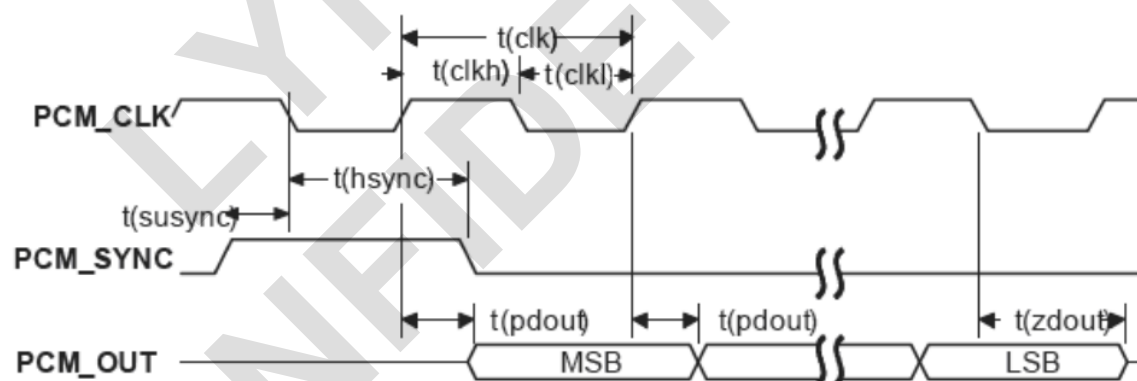 t(clk)
t(clkh) t(clkl)
PCM_CLK
t(hsync)
t(susync)
PCM_SYNC
t(pdout) t(pdout) t(zdout)
PCM_OUT MSB LSB